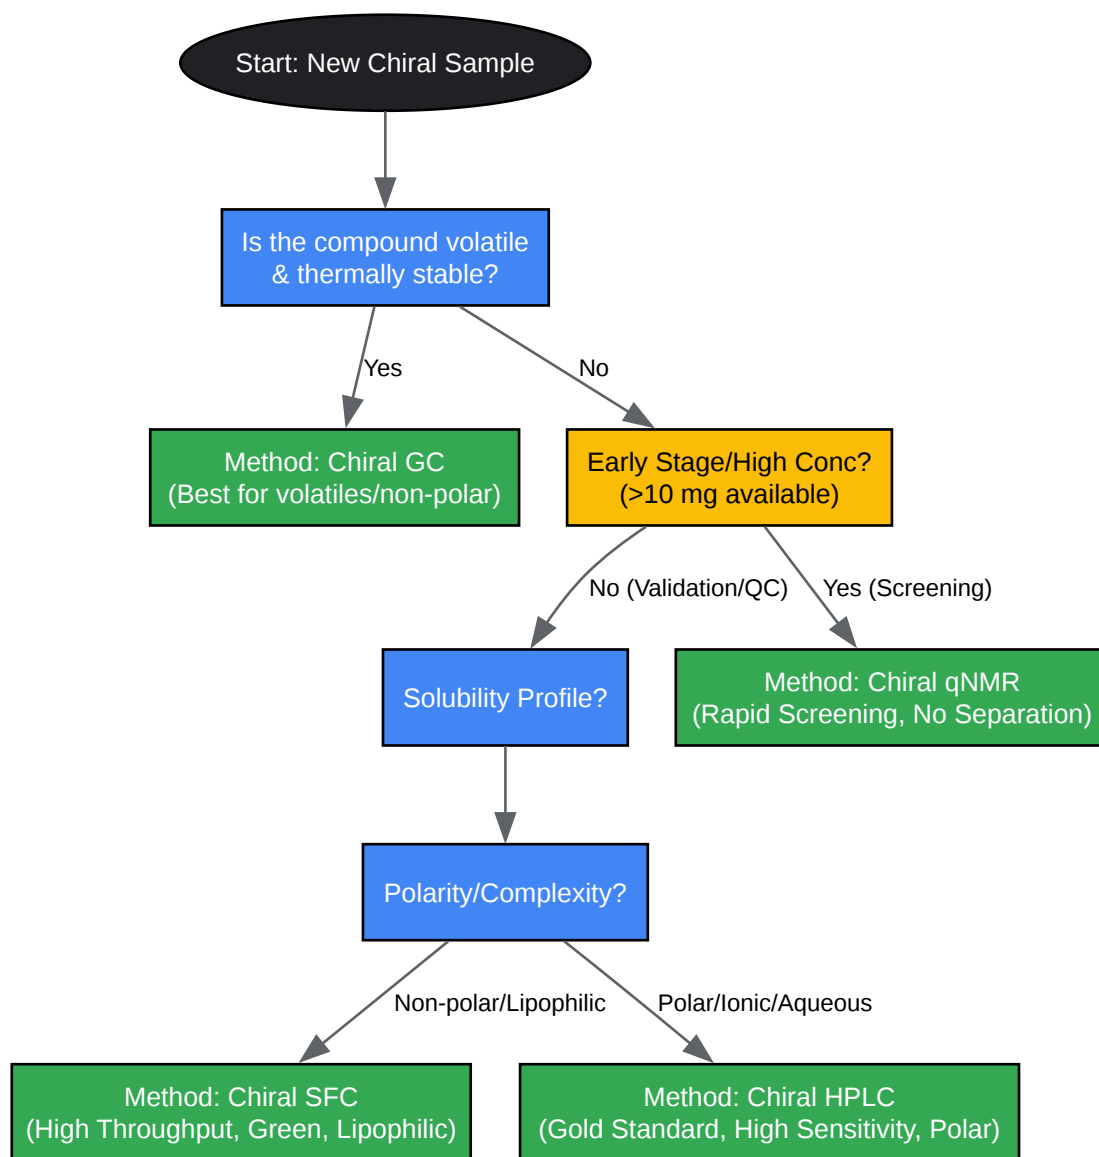 Start: New Chiral Sample
Is the compound volatile
& thermally stable?
Yes
No
Method: Chiral GC
(Best for volatiles/non-polar)
Early Stage/High Conc?
(>10 mg available)
No (Validation/QC)
Yes (Screening)
Solubility Profile?
Method: Chiral qNMR
(Rapid Screening, No Separation)
Polarity/Complexity?
Non-polar/Lipophilic
Polar/Ionic/Aqueous
Method: Chiral SFC
(High Throughput, Green, Lipophilic)
Method: Chiral HPLC
(Gold Standard, High Sensitivity, Polar)